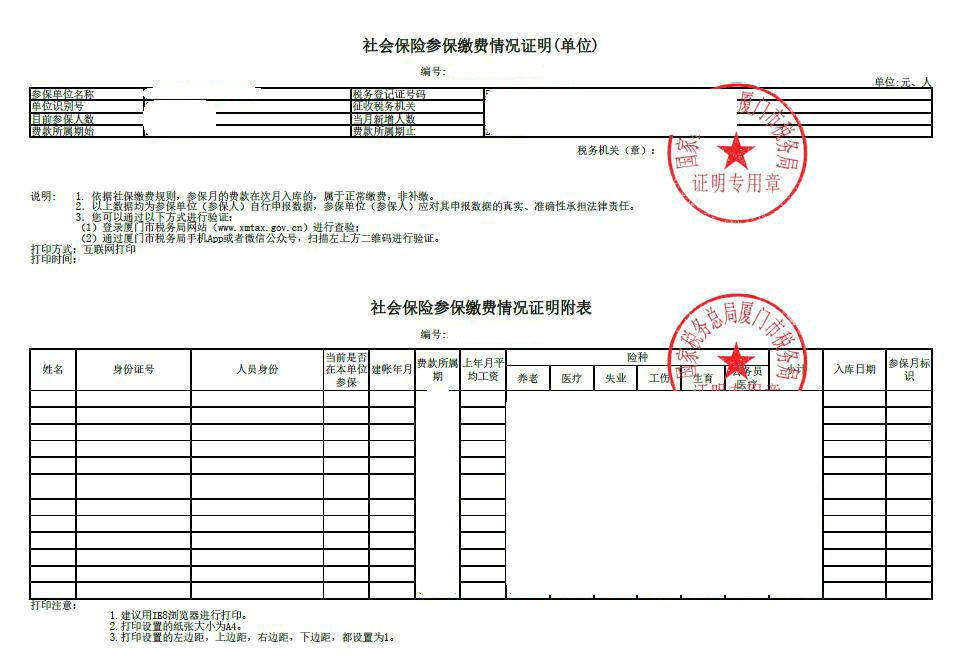 社会保险参保缴费情况证明(单位)
编号:
单位:元、人
参保单位名称 税务登记证号码
单位识别号 征收税务机关
目前参保人数 当月新增人数
费款所属期始 费款所属期止
税务机关（章）:
厦门市税务局
国家
证明专用章
说明: 1. 依据社保缴费规则，参保月的费款在次月入库的，属于正常缴费，非补缴。
2. 以上数据均为参保单位（参保人）自行申报数据，参保单位（参保人）应对其申报数据的真实、准确性承担法律责任。
3. 您可以通过以下方式进行验证:
（1）登录厦门市税务局网站（www.xmtax.gov.cn）进行查验;
（2）通过厦门市税务局手机App或者微信公众号，扫描左上方二维码进行验证。
打印方式: 互联网打印
打印时间:
社会保险参保缴费情况证明附表
编号:.
国家税务总局厦门市税务局
证明专用章
姓名 身份证号 人员身份 当前是否在本单位参保 建帐年月 费款所属期 上年月平均工资 险种 小计 入库日期 参保月标识
养老 医疗 失业 工伤 生育 公务员医疗
打印注意:
1.建议用IE8浏览器进行打印。
2.打印设置的纸张大小为A4。
3.打印设置的左边距，上边距，右边距，下边距，都设置为1。